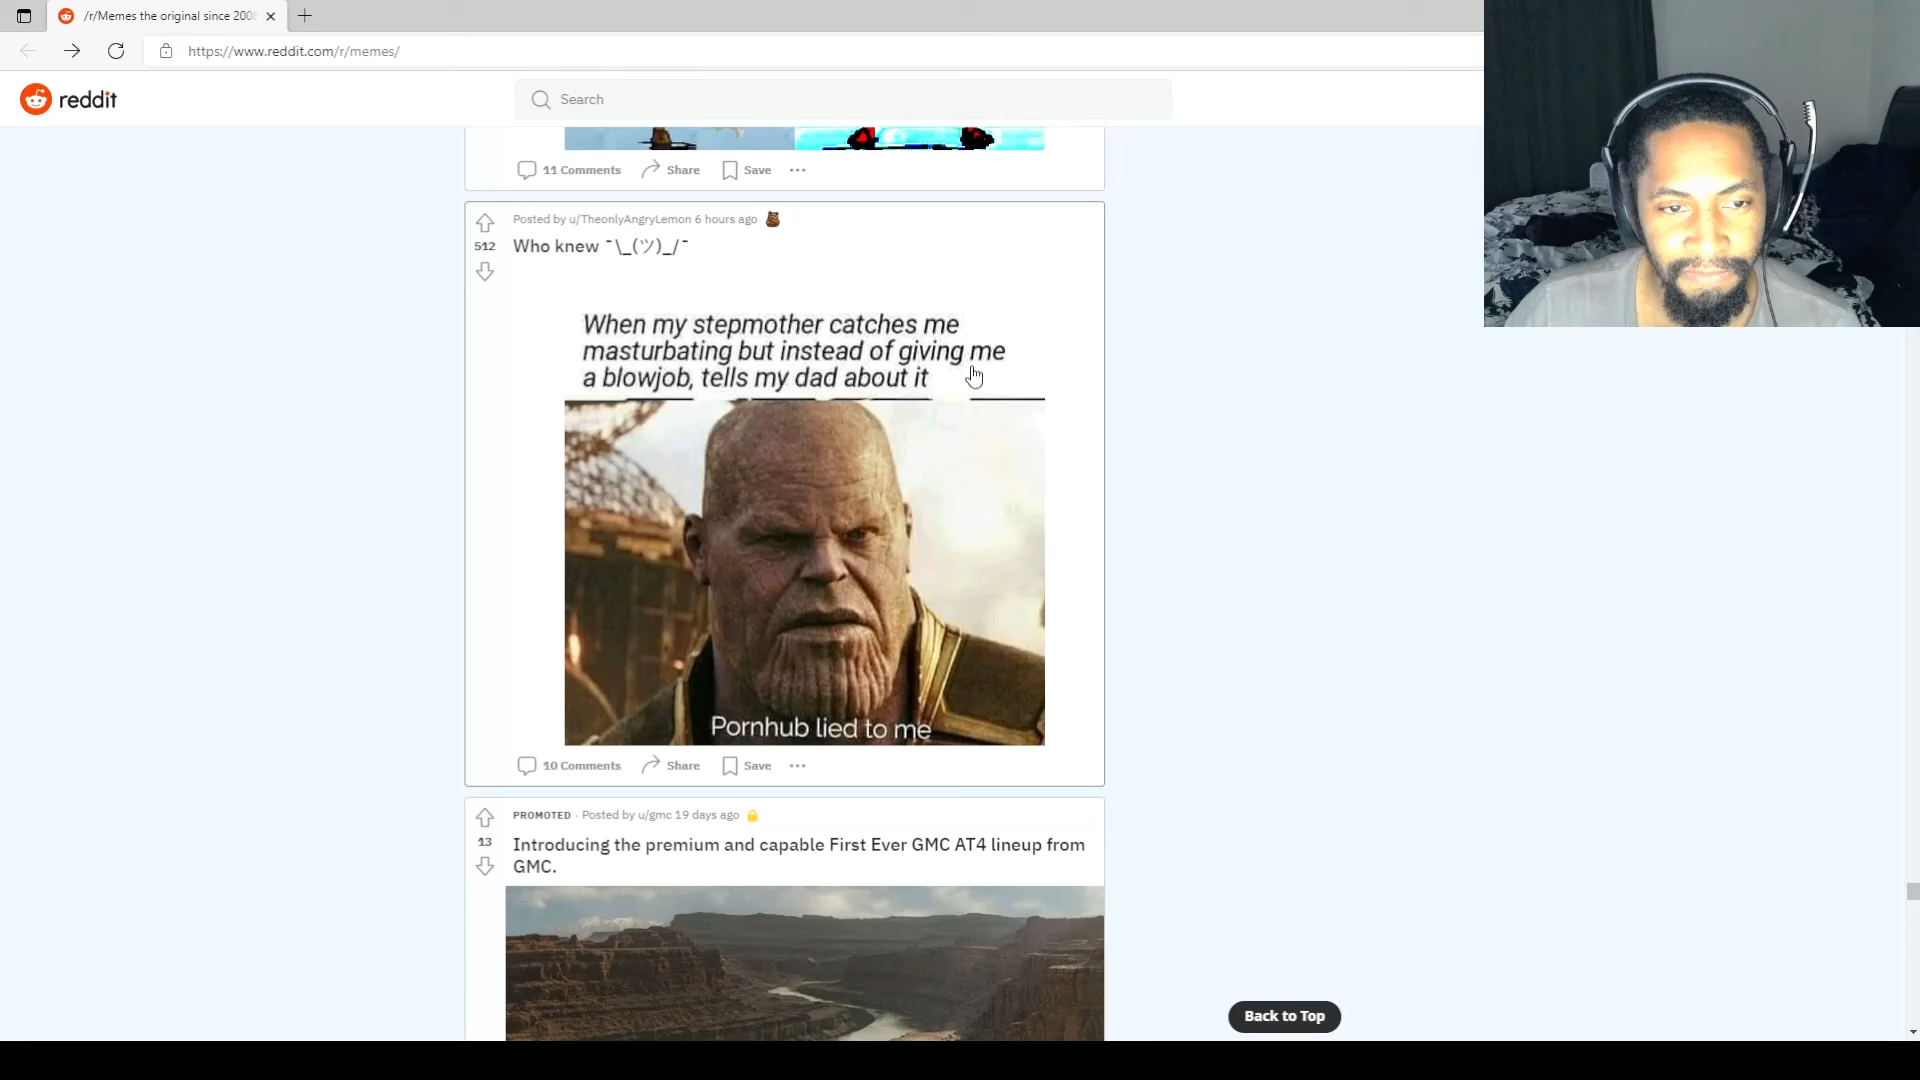 /r/Memes the original since 2008
https://www.reddit.com/r/memes/
reddit
Search
11 Comments Share Save
Posted by u/TheonlyAngryLemon 6 hours ago
512
Who knew ¯\_(ツ)_/¯
When my stepmother catches me
masturbating but instead of giving me
a blowjob, tells my dad about it
Pornhub lied to me
10 Comments Share Save
PROMOTED · Posted by u/gmc 19 days ago
13
Introducing the premium and capable First Ever GMC AT4 lineup from
GMC.
Back to Top